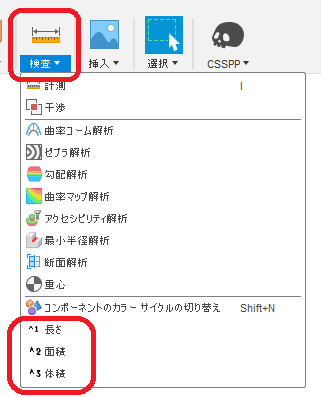 検査▼ 挿入▼ 選択▼ CSSPP▼
計測 I
干渉
曲率コーム解析
ゼブラ解析
勾配解析
曲率マップ解析
アクセシビリティ解析
最小半径解析
断面解析
重心
コンポーネントのカラー サイクルの切り替え Shift+N
^1 長さ
^2 面積
^3 体積